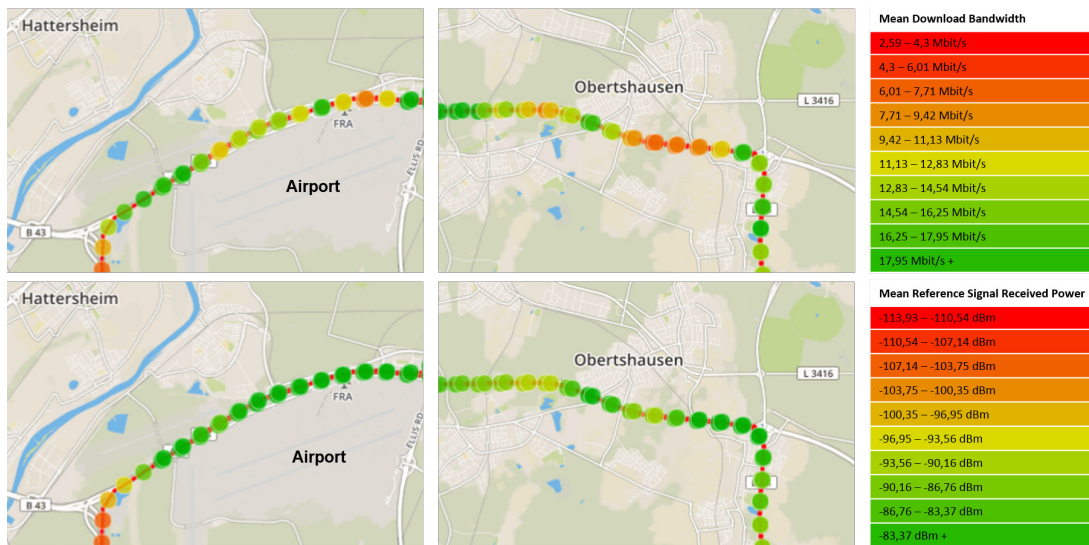 Hattersheim
FRA
Airport
ELLIS RD
B 43
Obertshausen
L 3416
Mean Download Bandwidth
2,59 – 4,3 Mbit/s
4,3 – 6,01 Mbit/s
6,01 – 7,71 Mbit/s
7,71 – 9,42 Mbit/s
9,42 – 11,13 Mbit/s
11,13 – 12,83 Mbit/s
12,83 – 14,54 Mbit/s
14,54 – 16,25 Mbit/s
16,25 – 17,95 Mbit/s
17,95 Mbit/s +
Hattersheim
FRA
Airport
ELLIS RD
B 43
Obertshausen
L 3416
Mean Reference Signal Received Power
-113,93 – -110,54 dBm
-110,54 – -107,14 dBm
-107,14 – -103,75 dBm
-103,75 – -100,35 dBm
-100,35 – -96,95 dBm
-96,95 – -93,56 dBm
-93,56 – -90,16 dBm
-90,16 – -86,76 dBm
-86,76 – -83,37 dBm
-83,37 dBm +